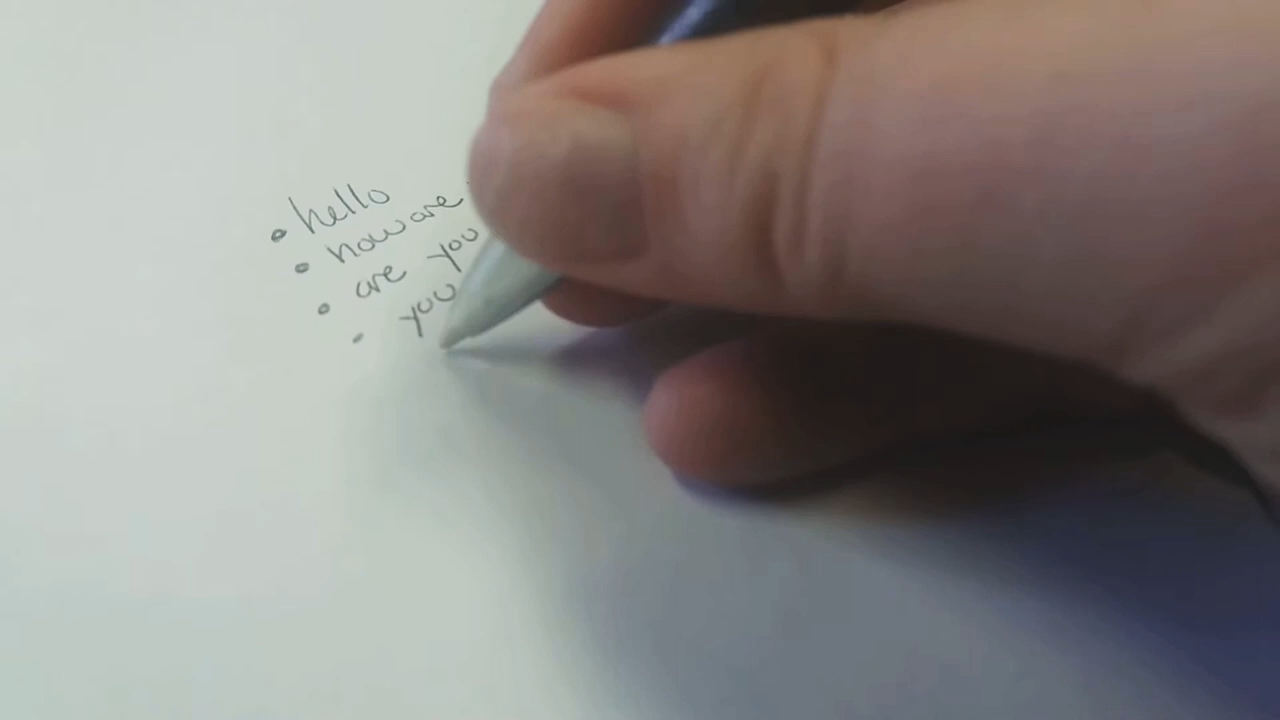 • hello
• how are
• are you
• you